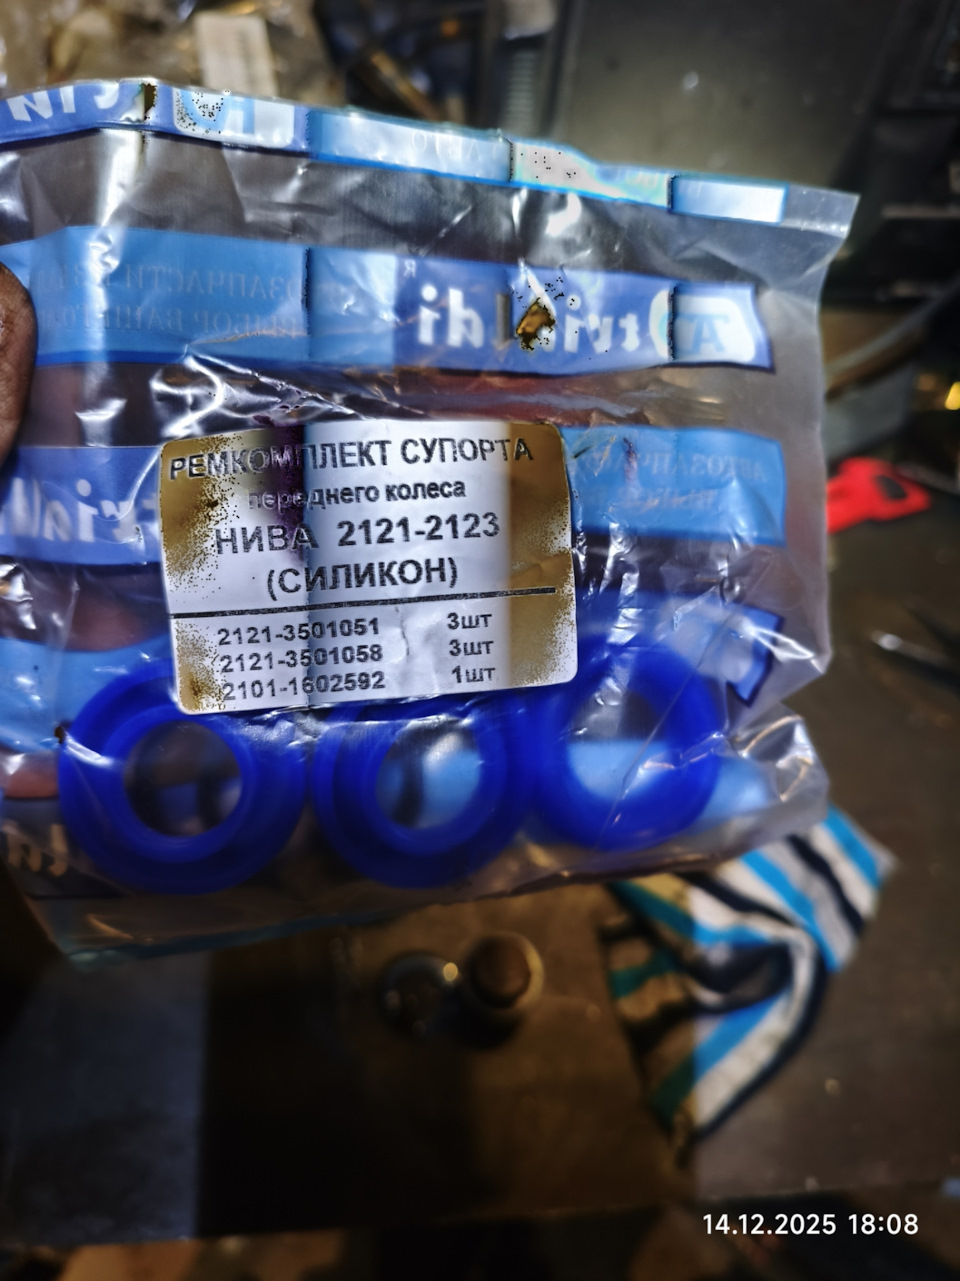 АВТО
РЕМКОМПЛЕКТ СУПОРТА
переднего колеса
НИВА 2121-2123
(СИЛИКОН)
2121-3501051 3шт
2121-3501058 3шт
2101-1602592 1шт
14.12.2025 18:08